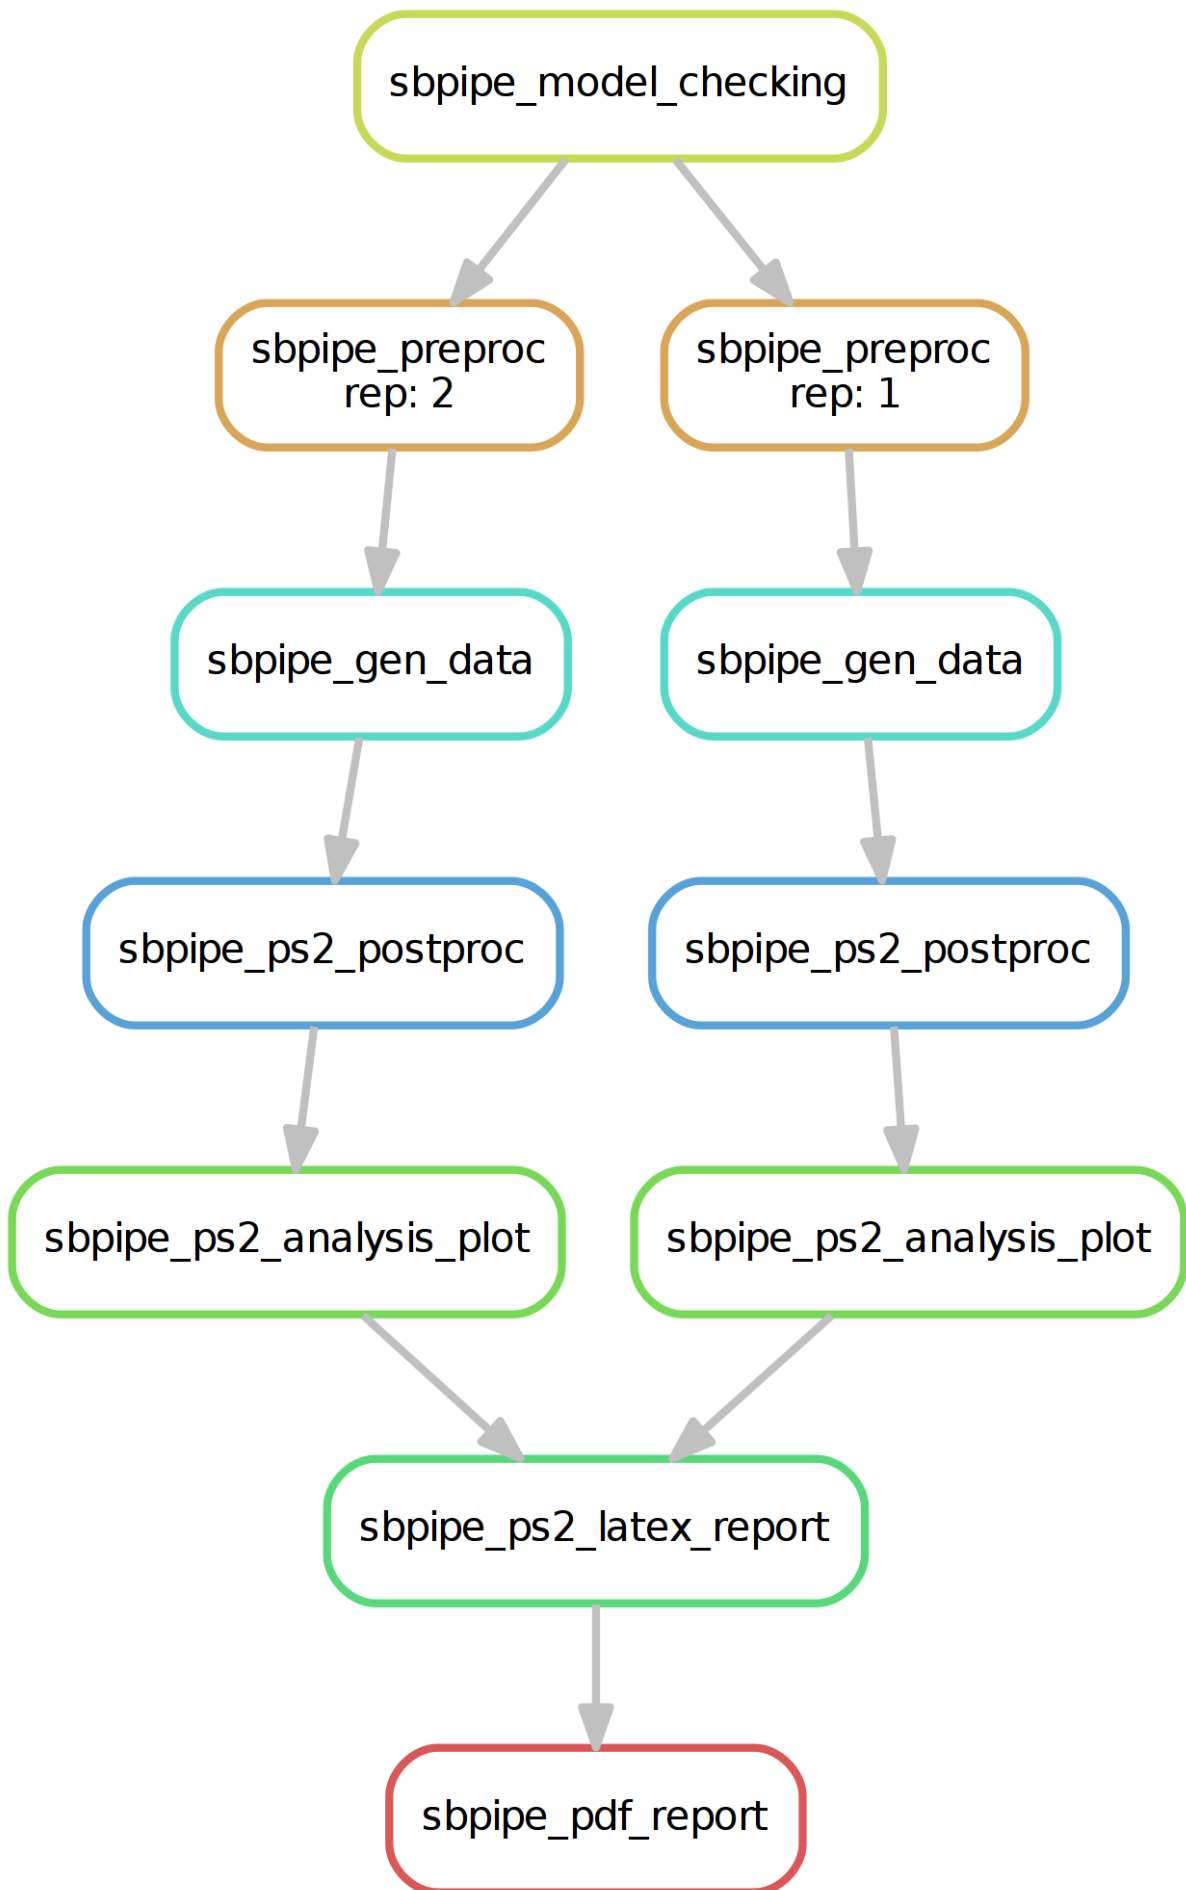 sbpipe_model_checking
sbpipe_preproc
rep: 2
sbpipe_preproc
rep: 1
sbpipe_gen_data
sbpipe_gen_data
sbpipe_ps2_postproc
sbpipe_ps2_postproc
sbpipe_ps2_analysis_plot
sbpipe_ps2_analysis_plot
sbpipe_ps2_latex_report
sbpipe_pdf_report